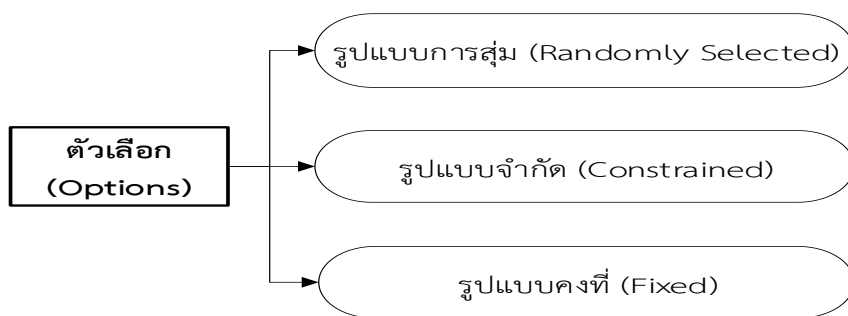 ตัวเลือก
(Options)
รูปแบบการสุ่ม (Randomly Selected)
รูปแบบจำกัด (Constrained)
รูปแบบคงที่ (Fixed)